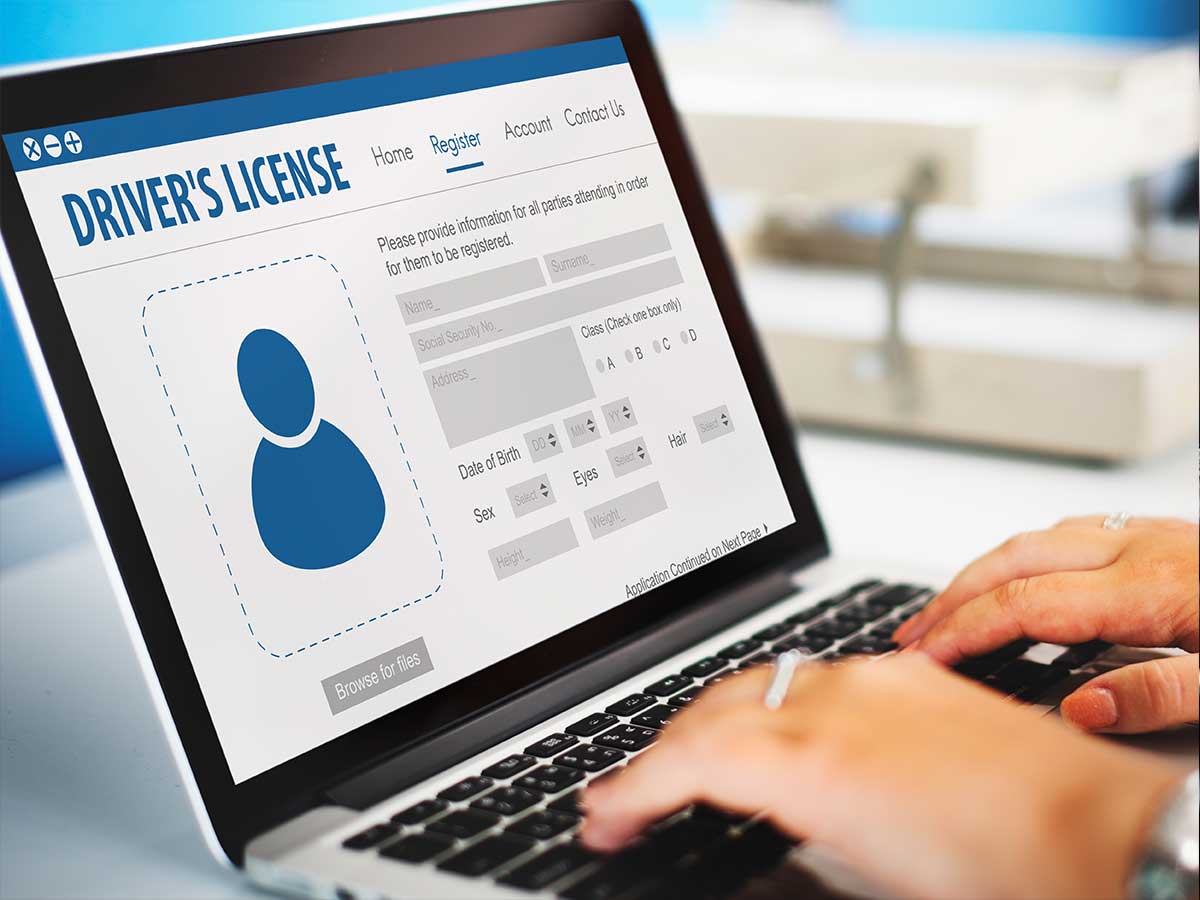 DRIVER'S LICENSE
Home Register Account Contact Us
Please provide information for all parties attending in order
for them to be registered.
Name_ Surname_
Social Security No._
Address_
Class (Check one box only)
A B C D
Date of Birth DD MM YY
Sex Select Eyes Select Hair Select
Height_ Weight_
Browse for files
Application Continued on Next Page